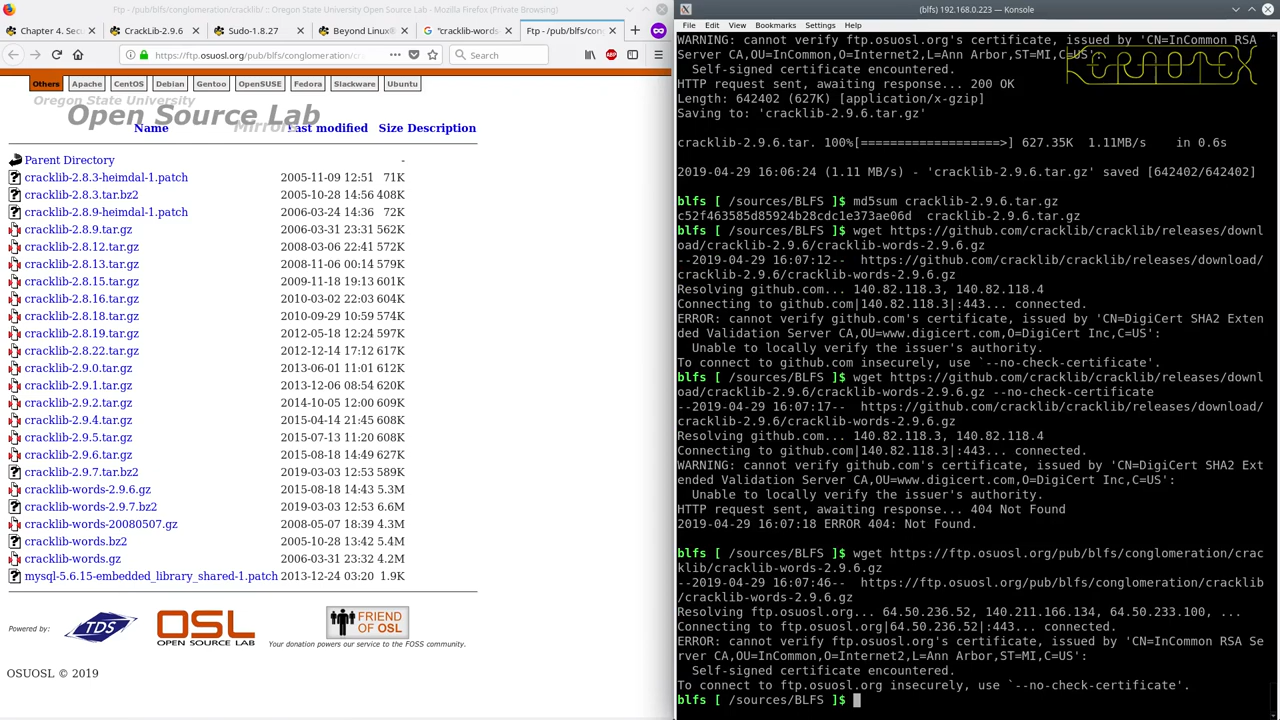 Ftp - /pub/blfs/conglomeration/cracklib/ :: Oregon State University Open Source Lab - Mozilla Firefox (Private Browsing)
Chapter 4. Sec
CrackLib-2.9.6
Sudo-1.8.27
Beyond Linux®
"cracklib-words-
Ftp - /pub/blfs/con
https://ftp.osuosl.org/pub/blfs/conglomeration/cracklib/
Search
Others Apache CentOS Debian Gentoo OpenSUSE Fedora Slackware Ubuntu
Oregon State University
Open Source Lab
Mirrors
Name Last modified Size Description
Parent Directory -
cracklib-2.8.3-heimdal-1.patch 2005-11-09 12:51 71K
cracklib-2.8.3.tar.bz2 2005-10-28 14:56 408K
cracklib-2.8.9-heimdal-1.patch 2006-03-24 14:36 72K
cracklib-2.8.9.tar.gz 2006-03-23 23:31 562K
cracklib-2.8.12.tar.gz 2008-03-06 22:41 572K
cracklib-2.8.13.tar.gz 2008-11-06 00:14 579K
cracklib-2.8.15.tar.gz 2009-11-18 19:13 601K
cracklib-2.8.16.tar.gz 2010-03-02 22:03 604K
cracklib-2.8.18.tar.gz 2010-09-29 10:59 574K
cracklib-2.8.19.tar.gz 2012-05-18 12:24 597K
cracklib-2.8.22.tar.gz 2012-12-14 17:12 617K
cracklib-2.9.0.tar.gz 2013-06-01 11:01 612K
cracklib-2.9.1.tar.gz 2013-12-06 08:54 620K
cracklib-2.9.2.tar.gz 2014-10-05 12:00 609K
cracklib-2.9.4.tar.gz 2015-04-14 21:45 608K
cracklib-2.9.5.tar.gz 2015-07-13 11:20 608K
cracklib-2.9.6.tar.gz 2015-08-18 14:49 627K
cracklib-2.9.7.tar.bz2 2019-03-03 12:53 589K
cracklib-words-2.9.6.gz 2015-08-18 14:43 5.3M
cracklib-words-2.9.7.bz2 2019-03-03 12:53 6.6M
cracklib-words-20080507.gz 2008-05-07 18:39 4.3M
cracklib-words.bz2 2005-10-28 13:42 5.4M
cracklib-words.gz 2006-03-31 23:32 4.2M
mysql-5.6.15-embedded_library_shared-1.patch 2013-12-24 03:20 1.9K
Powered by:
TDS
OSL
OPEN SOURCE LAB
FRIEND
OF OSL
Your donation powers our service to the FOSS community.
OSUOSL © 2019
(blfs) 192.168.0.223 — Konsole
File Edit View Bookmarks Settings Help
WARNING: cannot verify ftp.osuosl.org's certificate, issued by 'CN=InCommon RSA
Server CA,OU=InCommon,O=Internet2,L=Ann Arbor,ST=MI,C=US':
Self-signed certificate encountered.
HTTP request sent, awaiting response... 200 OK
Length: 642402 (627K) [application/x-gzip]
Saving to: 'cracklib-2.9.6.tar.gz'
cracklib-2.9.6.tar. 100%[===================>] 627.35K 1.11MB/s in 0.6s
2019-04-29 16:06:24 (1.11 MB/s) - 'cracklib-2.9.6.tar.gz' saved [642402/642402]
blfs [ /sources/BLFS ]$ md5sum cracklib-2.9.6.tar.gz
c52f463585d85924b28cdc1e373ae06d cracklib-2.9.6.tar.gz
blfs [ /sources/BLFS ]$ wget https://github.com/cracklib/cracklib/releases/downl
oad/cracklib-2.9.6/cracklib-words-2.9.6.gz
--2019-04-29 16:07:12-- https://github.com/cracklib/cracklib/releases/download/
cracklib-2.9.6/cracklib-words-2.9.6.gz
Resolving github.com... 140.82.118.3, 140.82.118.4
Connecting to github.com|140.82.118.3|:443... connected.
ERROR: cannot verify github.com's certificate, issued by 'CN=DigiCert SHA2 Exten
ded Validation Server CA,OU=www.digicert.com,O=DigiCert Inc,C=US':
Unable to locally verify the issuer's authority.
To connect to github.com insecurely, use `--no-check-certificate'.
blfs [ /sources/BLFS ]$ wget https://github.com/cracklib/cracklib/releases/downl
oad/cracklib-2.9.6/cracklib-words-2.9.6.gz --no-check-certificate
--2019-04-29 16:07:17-- https://github.com/cracklib/cracklib/releases/download/
cracklib-2.9.6/cracklib-words-2.9.6.gz
Resolving github.com... 140.82.118.3, 140.82.118.4
Connecting to github.com|140.82.118.3|:443... connected.
WARNING: cannot verify github.com's certificate, issued by 'CN=DigiCert SHA2 Ext
ended Validation Server CA,OU=www.digicert.com,O=DigiCert Inc,C=US':
Unable to locally verify the issuer's authority.
HTTP request sent, awaiting response... 404 Not Found
2019-04-29 16:07:18 ERROR 404: Not Found.
blfs [ /sources/BLFS ]$ wget https://ftp.osuosl.org/pub/blfs/conglomeration/crac
klib/cracklib-words-2.9.6.gz
--2019-04-29 16:07:46-- https://ftp.osuosl.org/pub/blfs/conglomeration/cracklib
/cracklib-words-2.9.6.gz
Resolving ftp.osuosl.org... 64.50.236.52, 140.211.166.134, 64.50.233.100, ...
Connecting to ftp.osuosl.org|64.50.236.52|:443... connected.
ERROR: cannot verify ftp.osuosl.org's certificate, issued by 'CN=InCommon RSA Se
rver CA,OU=InCommon,O=Internet2,L=Ann Arbor,ST=MI,C=US':
Self-signed certificate encountered.
To connect to ftp.osuosl.org insecurely, use `--no-check-certificate'.
blfs [ /sources/BLFS ]$